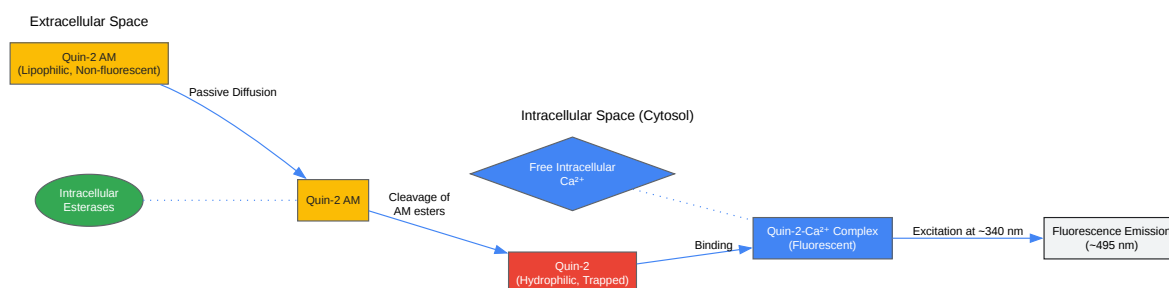 Extracellular Space
Quin-2 AM
(Lipophilic, Non-fluorescent)
Passive Diffusion
Intracellular Space (Cytosol)
Free Intracellular
Ca²⁺
Intracellular
Esterases
Quin-2 AM
Cleavage of
AM esters
Quin-2
(Hydrophilic, Trapped)
Binding
Quin-2-Ca²⁺ Complex
(Fluorescent)
Excitation at ~340 nm
Fluorescence Emission
(~495 nm)